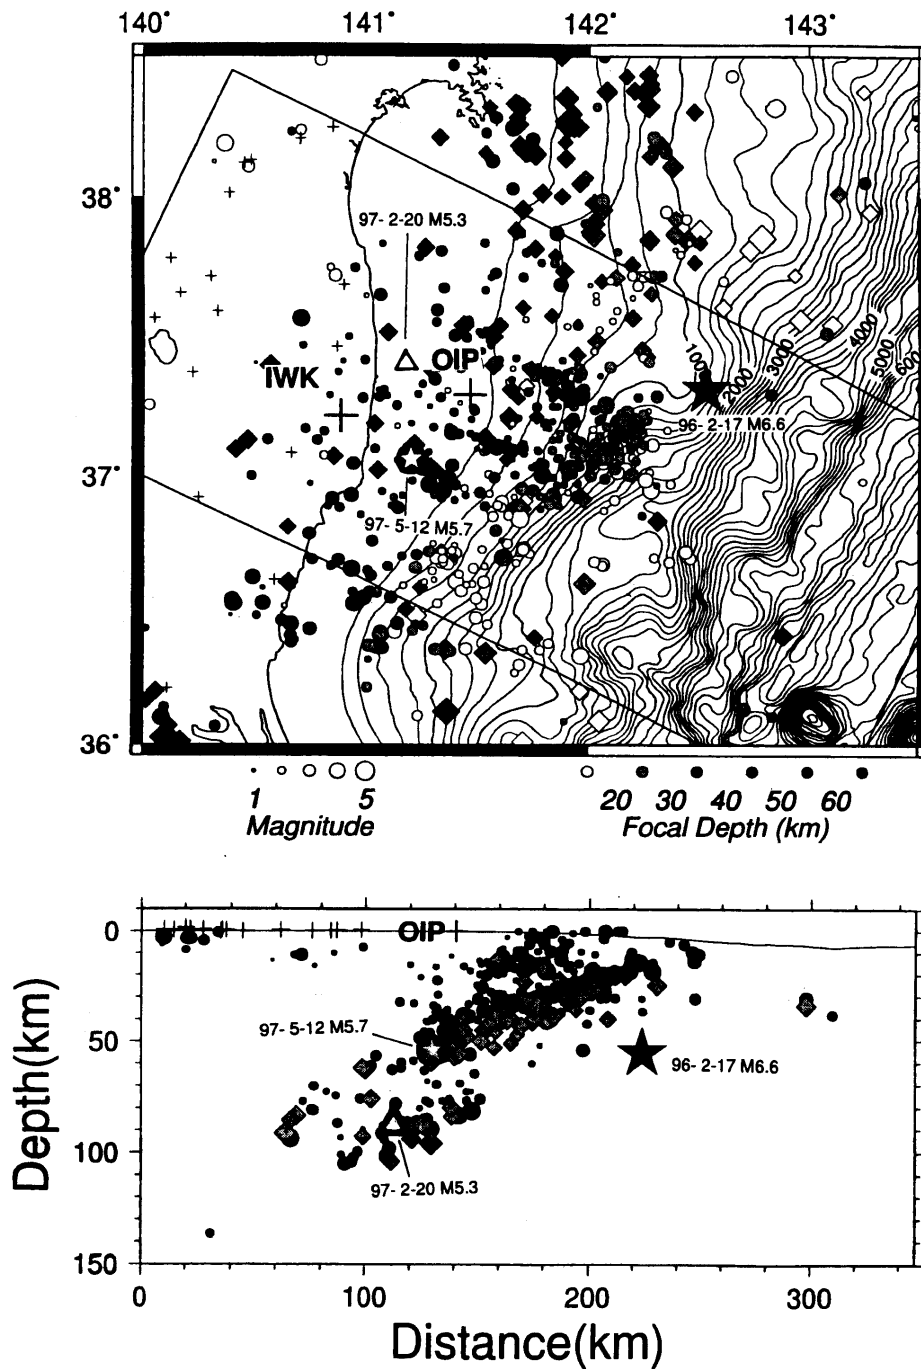 140° 141° 142° 143°
38°
97- 2-20 M5.3
OIP
IWK
1000
2000
3000
4000
5000
96- 2-17 M6.6
37°
97- 5-12 M5.7
36°
1 5
Magnitude
20 30 40 50 60
Focal Depth (km)
0
OIP
50
100
150
Depth(km)
97- 5-12 M5.7
96- 2-17 M6.6
97- 2-20 M5.3
0 100 200 300
Distance(km)